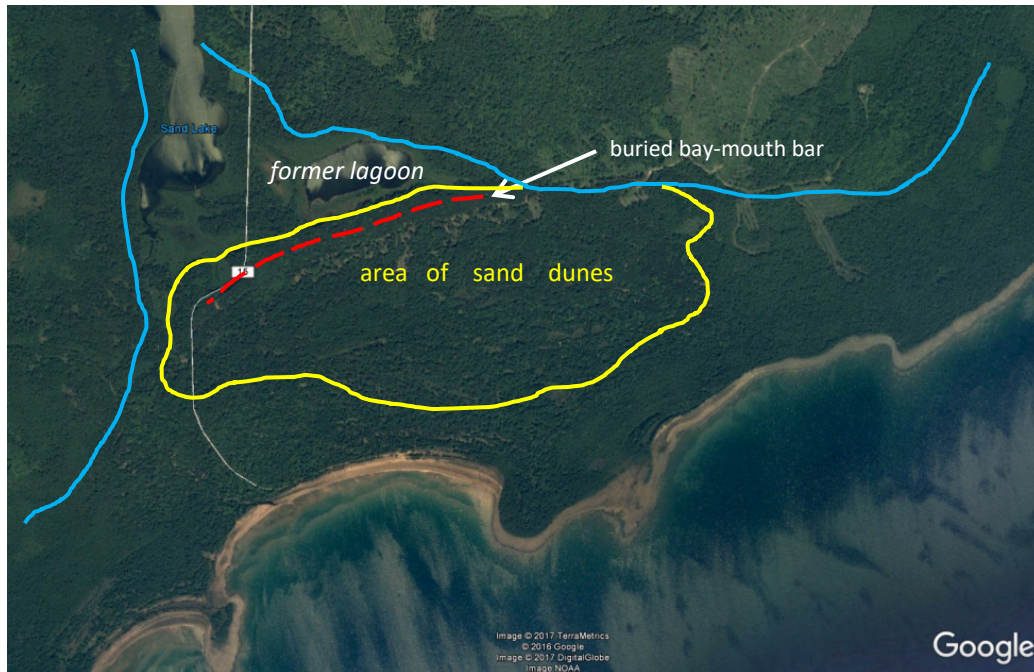 Sand Lake
buried bay-mouth bar
former lagoon
15
area of sand dunes
Image © 2017 TerraMetrics
© 2016 Google
Image © 2017 DigitalGlobe
Image NOAA
Google